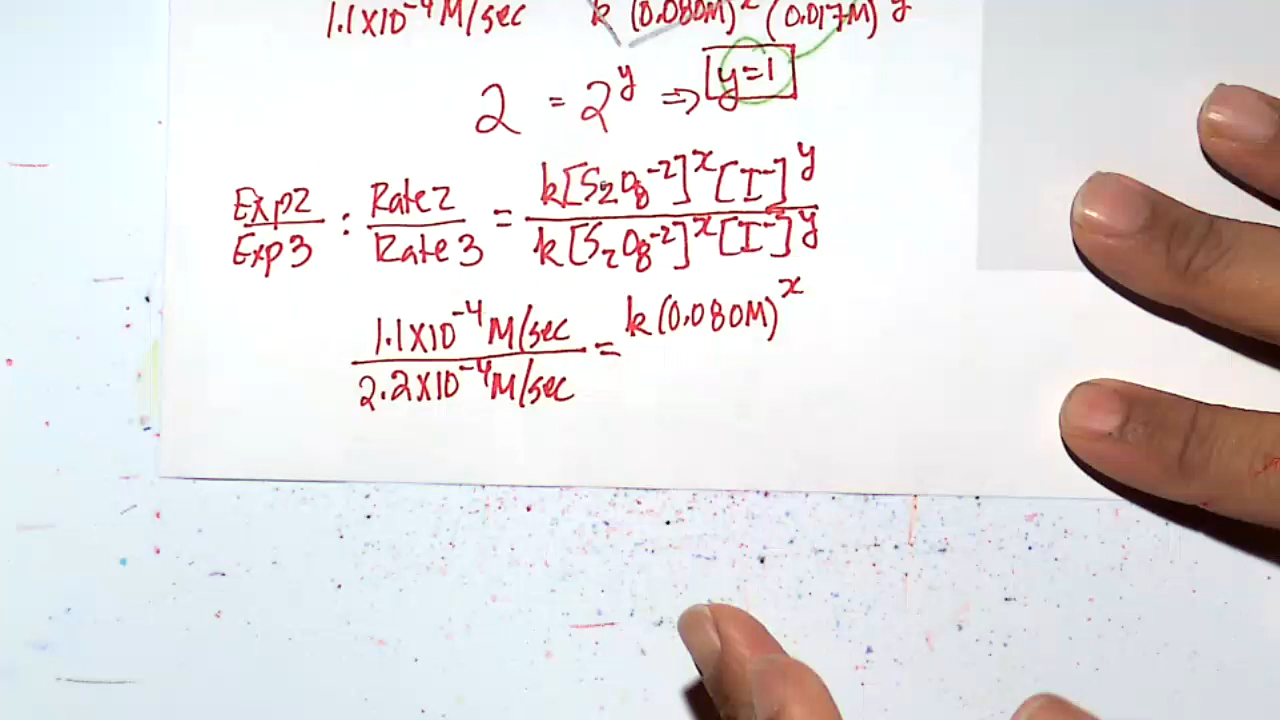 1.1x10⁻⁴ M/sec k (0.080M)ˣ (0.017M)ʸ
2 = 2ʸ ⇒ y=1
Exp2/Exp3 : Rate2/Rate3 = k[S₂O₈⁻²]ˣ[I⁻]ʸ / k[S₂O₈⁻²]ˣ[I⁻]ʸ
1.1x10⁻⁴ M/sec / 2.2x10⁻⁴ M/sec = k(0.080M)ˣ